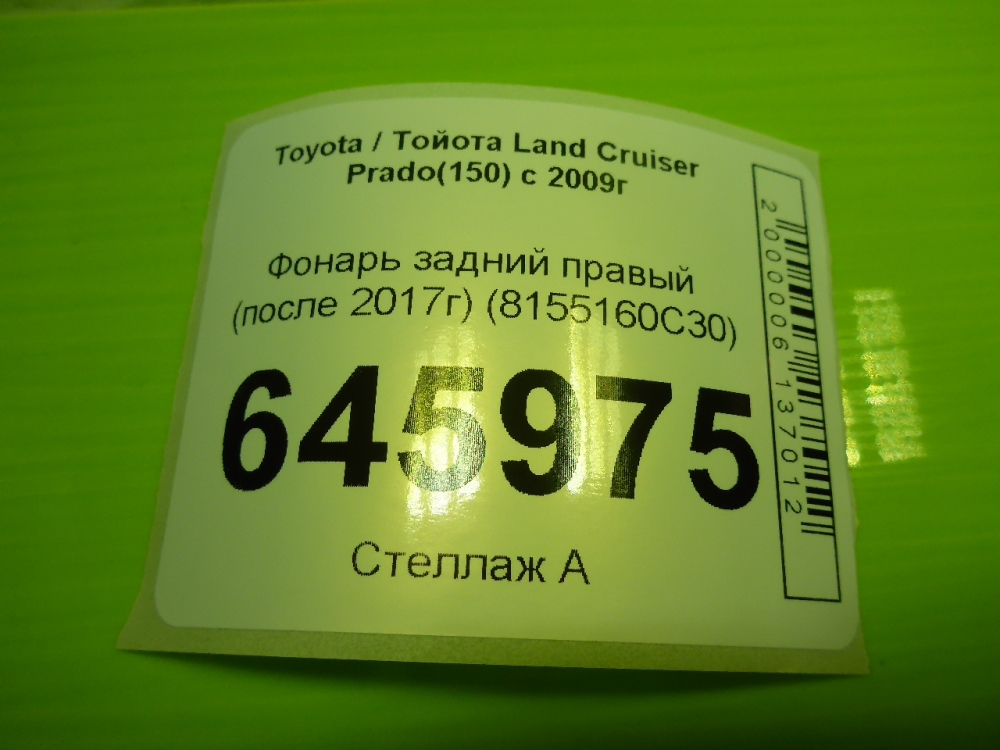 Toyota / Тойота Land Cruiser
Prado(150) с 2009г
Фонарь задний правый
(после 2017г) (8155160C30)
645975
Стеллаж А
2000006137012